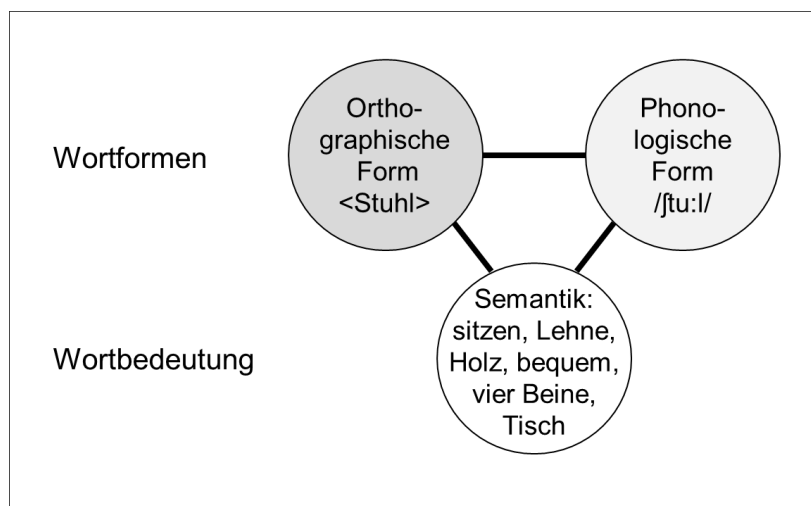 Wortformen
Ortho-
graphische
Form
<Stuhl>
Phono-
logische
Form
/ʃtu:l/
Wortbedeutung
Semantik:
sitzen, Lehne,
Holz, bequem,
vier Beine,
Tisch